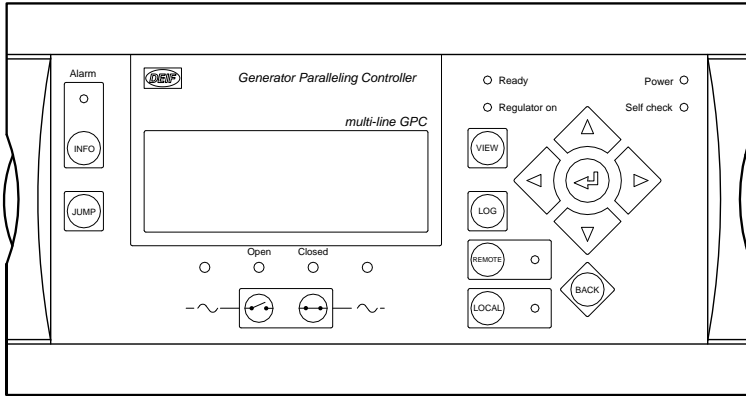 Alarm
DEIF
Generator Paralleling Controller
Ready
Power
Regulator on
Self check
multi-line GPC
INFO
VIEW
JUMP
LOG
Open
Closed
REMOTE
BACK
LOCAL